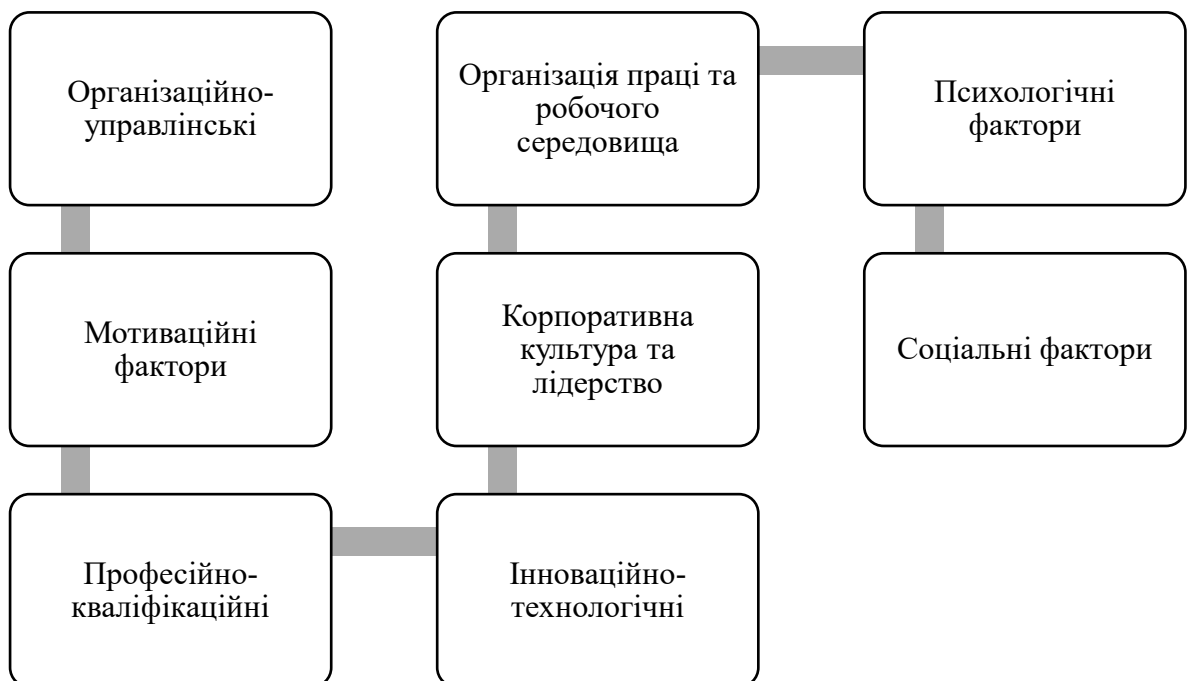 Організаційно-
управлінські
Мотиваційні
фактори
Професійно-
кваліфікаційні
Інноваційно-
технологічні
Корпоративна
культура та
лідерство
Організація праці та
робочого
середовища
Психологічні
фактори
Соціальні фактори